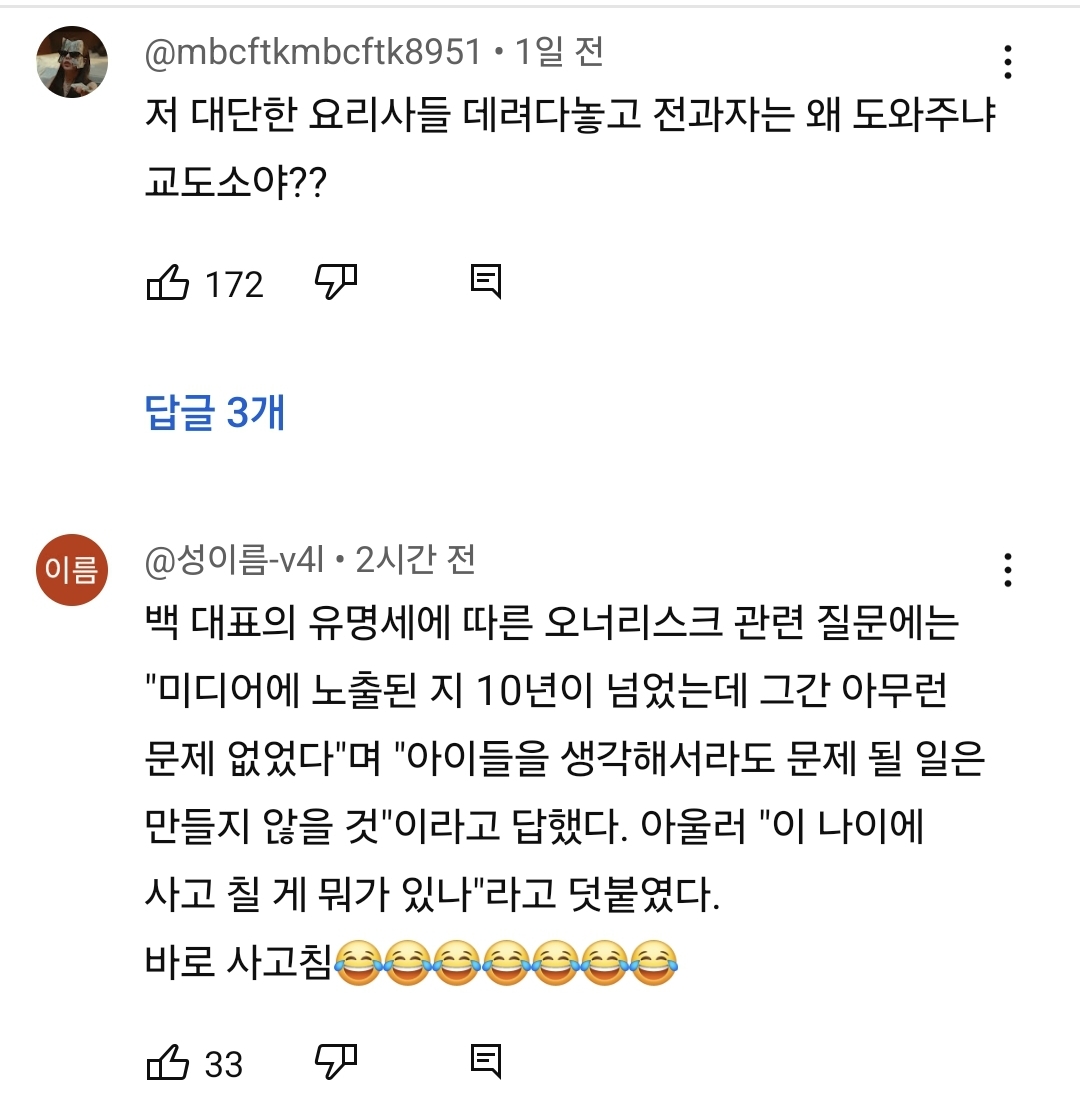 @mbcftkmbcftk8951 • 1일 전
저 대단한 요리사들 데려다놓고 전과자는 왜 도와주냐
교도소야??
172
답글 3개
이름
@성이름-v4l • 2시간 전
백 대표의 유명세에 따른 오너리스크 관련 질문에는
"미디어에 노출된 지 10년이 넘었는데 그간 아무런
문제 없었다"며 "아이들을 생각해서라도 문제 될 일은
만들지 않을 것"이라고 답했다. 아울러 "이 나이에
사고 칠 게 뭐가 있나"라고 덧붙였다.
바로 사고침😂😂😂😂😂😂😂
33